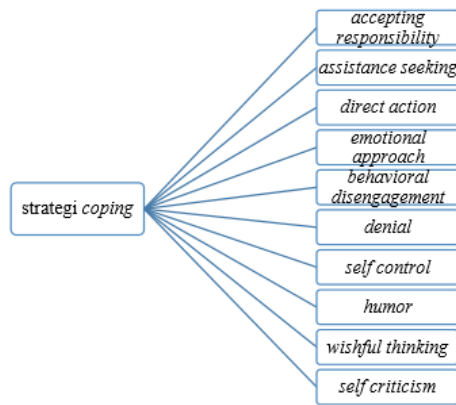 accepting
responsibility
assistance seeking
direct action
emotional
approach
behavioral
disengagement
strategi coping
denial
self control
humor
wishful thinking
self criticism